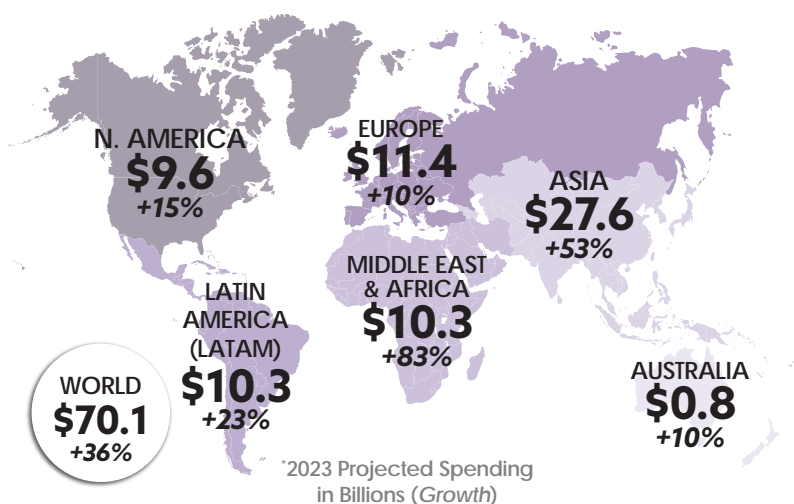 N. AMERICA
$9.6
+15%
EUROPE
$11.4
+10%
ASIA
$27.6
+53%
MIDDLE EAST
& AFRICA
$10.3
+83%
LATIN
AMERICA
(LATAM)
$10.3
+23%
WORLD
$70.1
+36%
AUSTRALIA
$0.8
+10%
*2023 Projected Spending
in Billions (Growth)